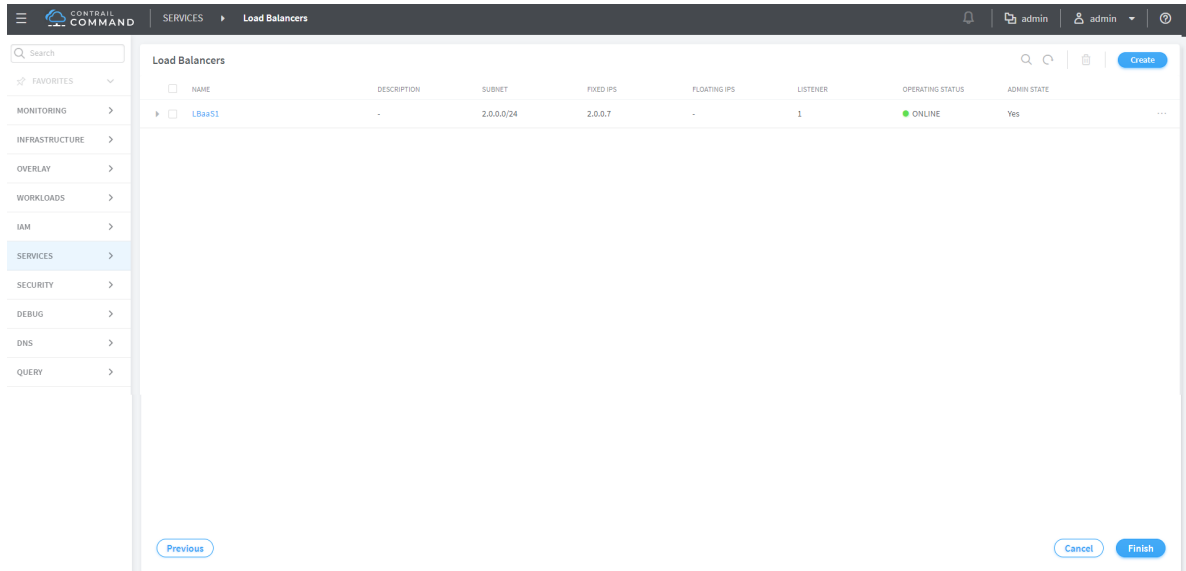 CONTRAIL COMMAND SERVICES Load Balancers admin admin
Search
FAVORITES
MONITORING
INFRASTRUCTURE
OVERLAY
WORKLOADS
IAM
SERVICES
SECURITY
DEBUG
DNS
QUERY
Load Balancers Create
NAME DESCRIPTION SUBNET FIXED IPS FLOATING IPS LISTENER OPERATING STATUS ADMIN STATE
LBaaS1 - 2.0.0.0/24 2.0.0.7 - 1 ONLINE Yes ...
Previous Cancel Finish